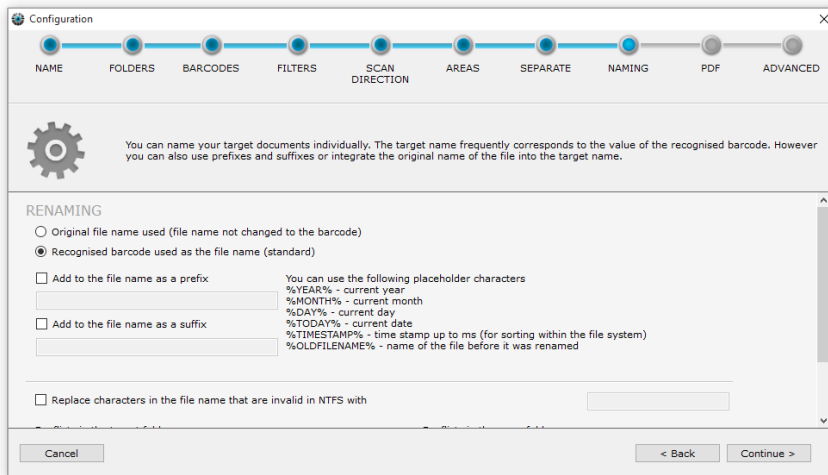 Configuration
NAME
FOLDERS
BARCODES
FILTERS
SCAN
DIRECTION
AREAS
SEPARATE
NAMING
PDF
ADVANCED
You can name your target documents individually. The target name frequently corresponds to the value of the recognised barcode. However
you can also use prefixes and suffixes or integrate the original name of the file into the target name.
RENAMING
Original file name used (file name not changed to the barcode)
Recognised barcode used as the file name (standard)
Add to the file name as a prefix
Add to the file name as a suffix
You can use the following placeholder characters
%YEAR% - current year
%MONTH% - current month
%DAY% - current day
%TODAY% - current date
%TIMESTAMP% - time stamp up to ms (for sorting within the file system)
%OLDFILENAME% - name of the file before it was renamed
Replace characters in the file name that are invalid in NTFS with
Cancel
< Back
Continue >